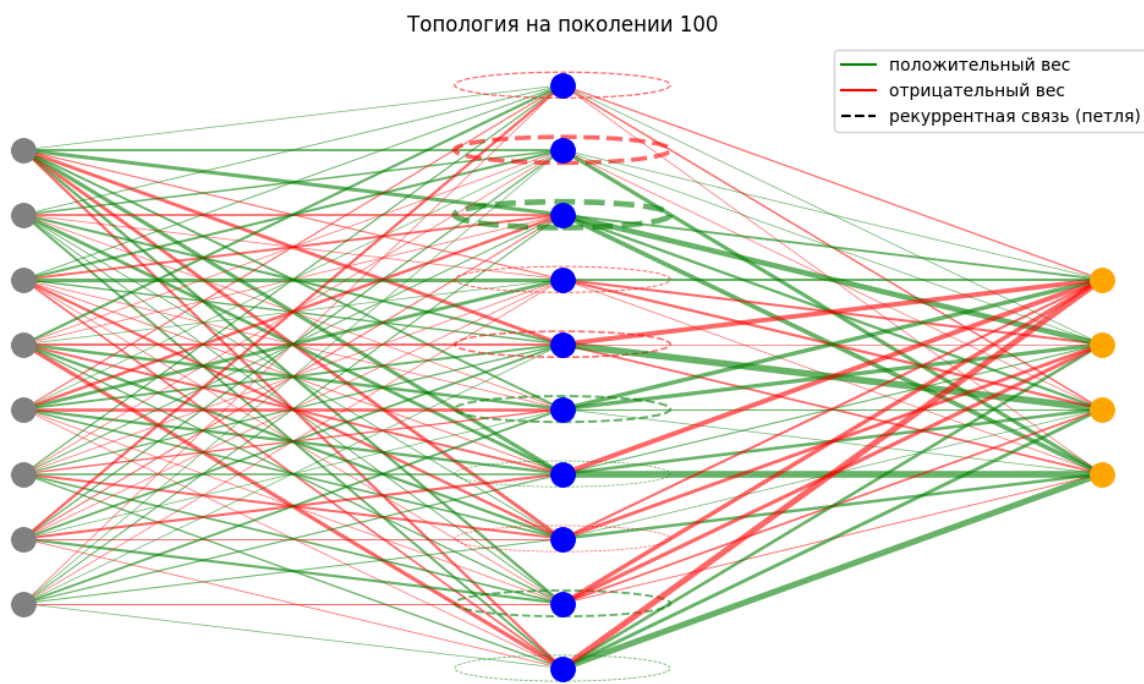 Топология на поколении 100
положительный вес
отрицательный вес
рекуррентная связь (петля)